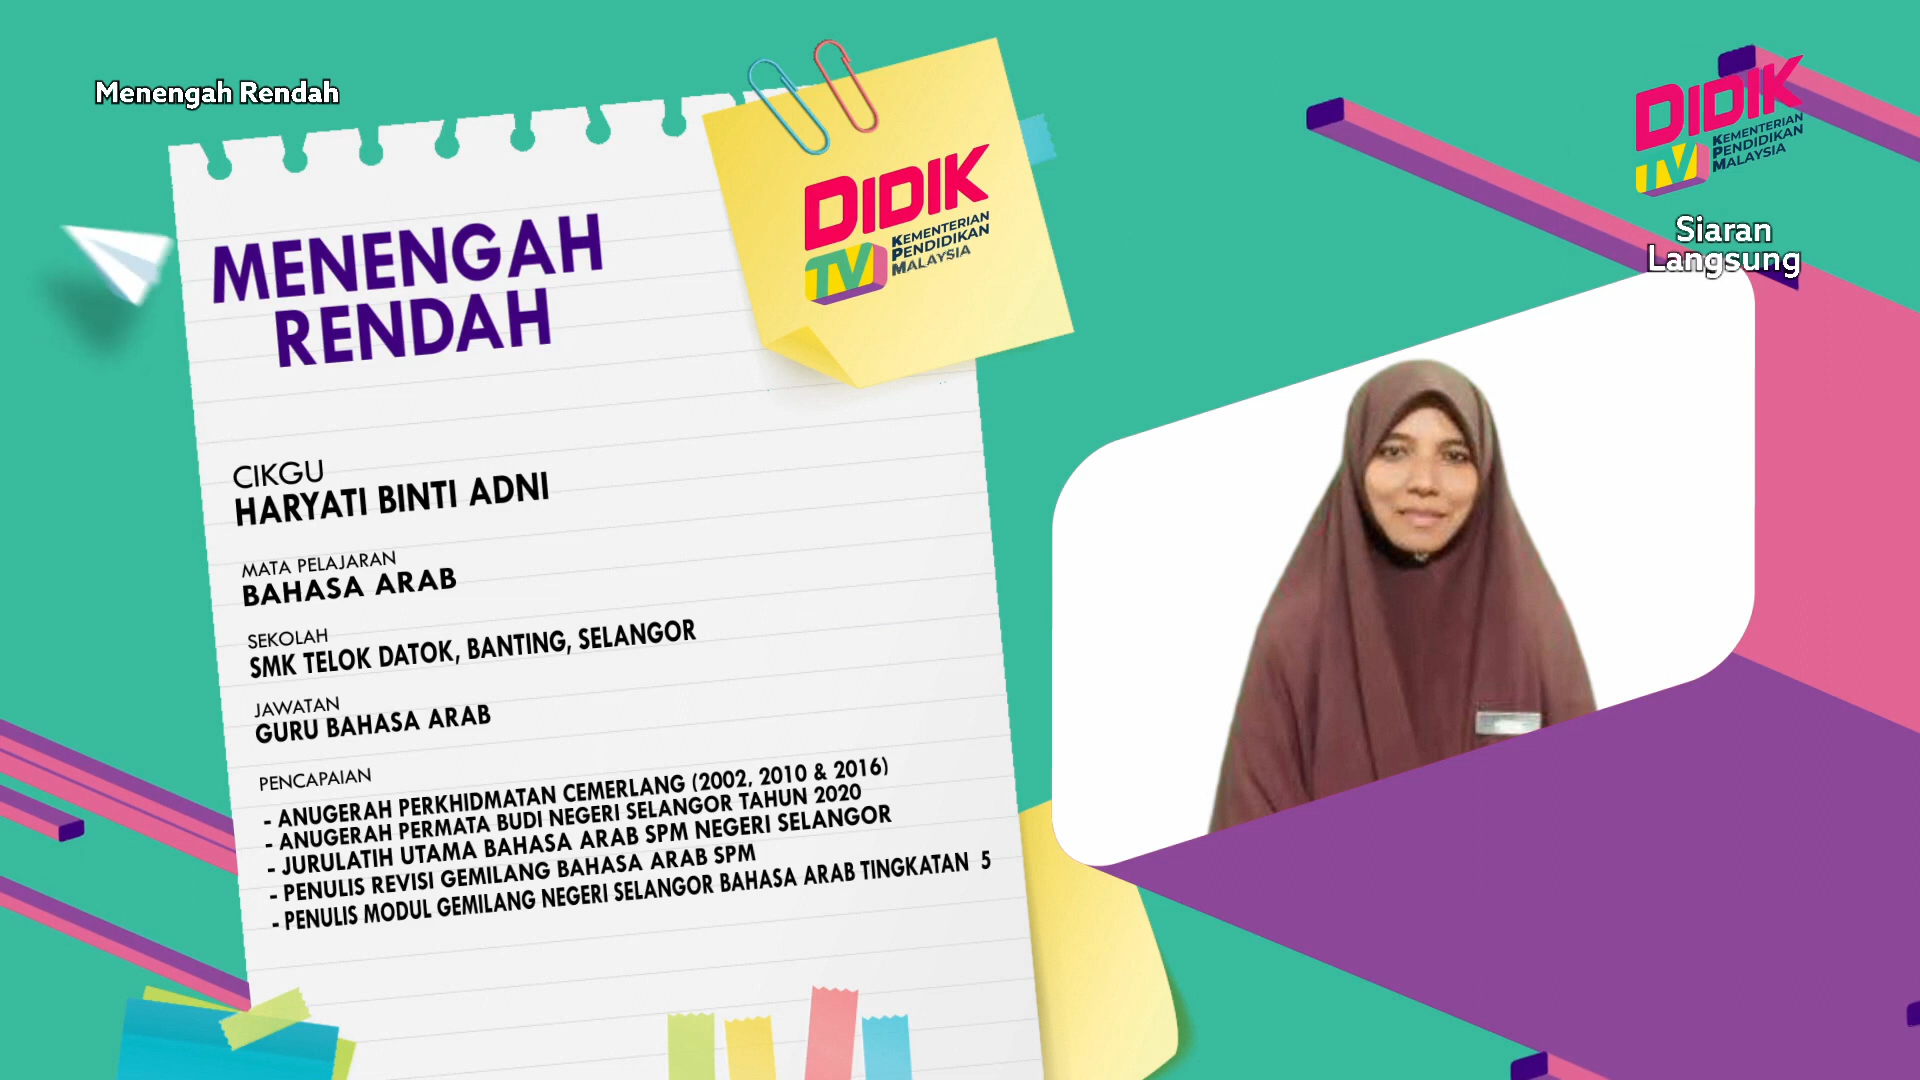 Menengah Rendah
DIDIK
TV
KEMENTERIAN
PENDIDIKAN
MALAYSIA
Siaran
Langsung
DIDIK
TV
KEMENTERIAN
PENDIDIKAN
MALAYSIA
MENENGAH
RENDAH
CIKGU
HARYATI BINTI ADNI
MATA PELAJARAN
BAHASA ARAB
SEKOLAH
SMK TELOK DATOK, BANTING, SELANGOR
JAWATAN
GURU BAHASA ARAB
PENCAPAIAN
- ANUGERAH PERKHIDMATAN CEMERLANG (2002, 2010 & 2016)
- ANUGERAH PERMATA BUDI NEGERI SELANGOR TAHUN 2020
- JURULATIH UTAMA BAHASA ARAB SPM NEGERI SELANGOR
- PENULIS REVISI GEMILANG BAHASA ARAB SPM
- PENULIS MODUL GEMILANG NEGERI SELANGOR BAHASA ARAB TINGKATAN 5